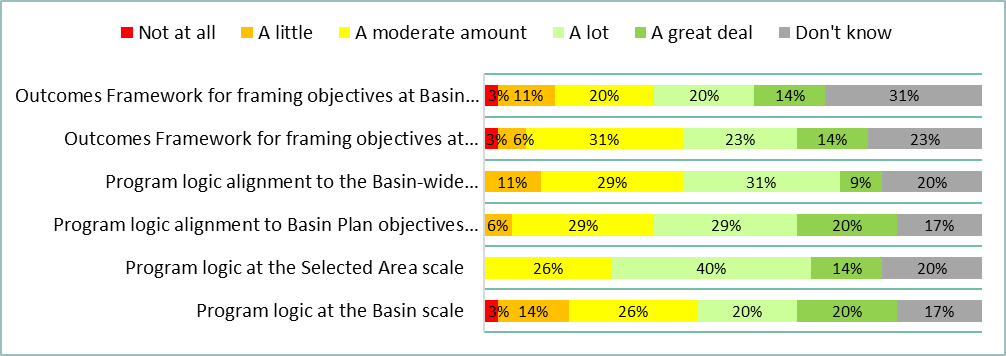 Not at all A little A moderate amount A lot A great deal Don't know
Outcomes Framework for framing objectives at Basin... 3% 11% 20% 20% 14% 31%
Outcomes Framework for framing objectives at... 3% 6% 31% 23% 14% 23%
Program logic alignment to the Basin-wide... 11% 29% 31% 9% 20%
Program logic alignment to Basin Plan objectives... 6% 29% 29% 20% 17%
Program logic at the Selected Area scale 26% 40% 14% 20%
Program logic at the Basin scale 3% 14% 26% 20% 20% 17%